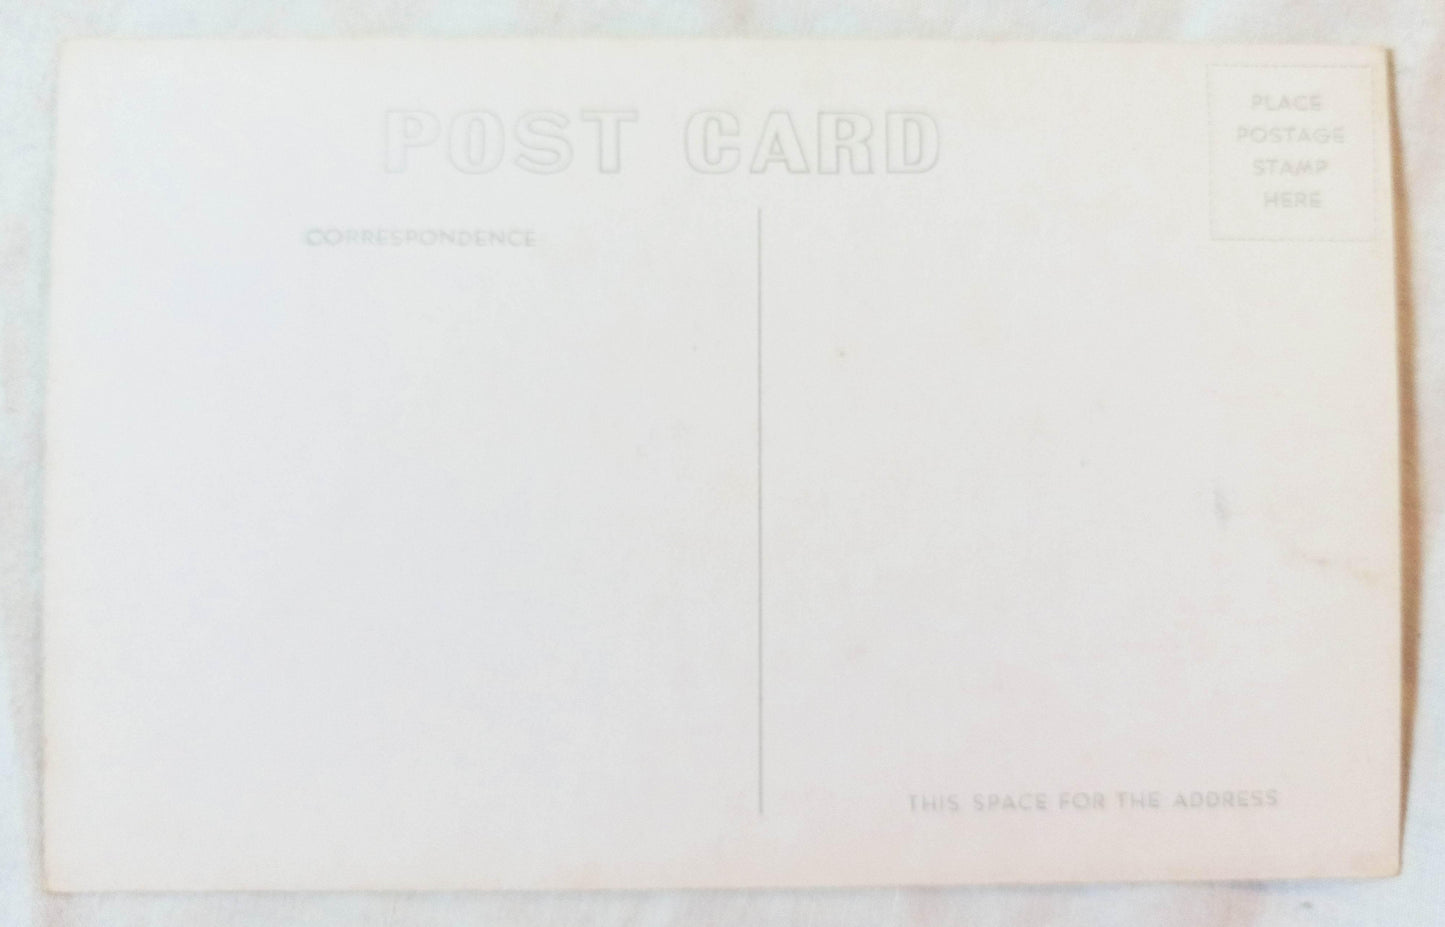 POST CARD
PLACE
POSTAGE
STAMP
HERE
CORRESPONDENCE
THIS SPACE FOR THE ADDRESS